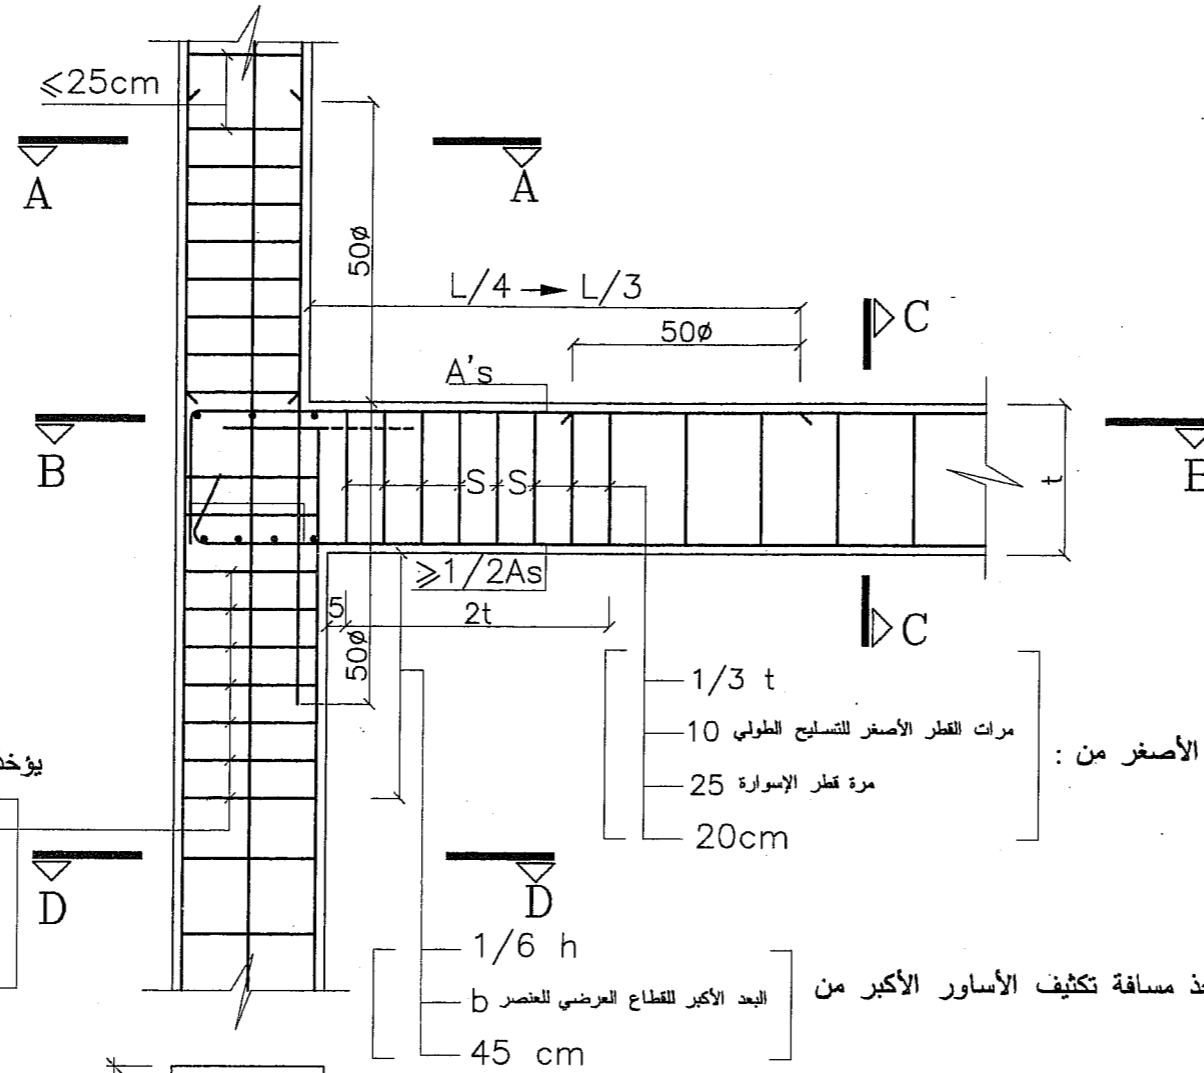 ≤25cm
A
A
50ø
L/4 → L/3
50ø
C
A's
B
B
S S
t
≥1/2As
5
2t
50ø
C
1/3 t
10 مرات القطر الأصغر للتسليح الطولي
الأصغر من :
25 مرة قطر الإسوارة
20cm
D
D
1/6 h
b البعد الأكبر للقطاع العرضي للعنصر
مسافة تكثيف الأساور الأكبر من
45 cm